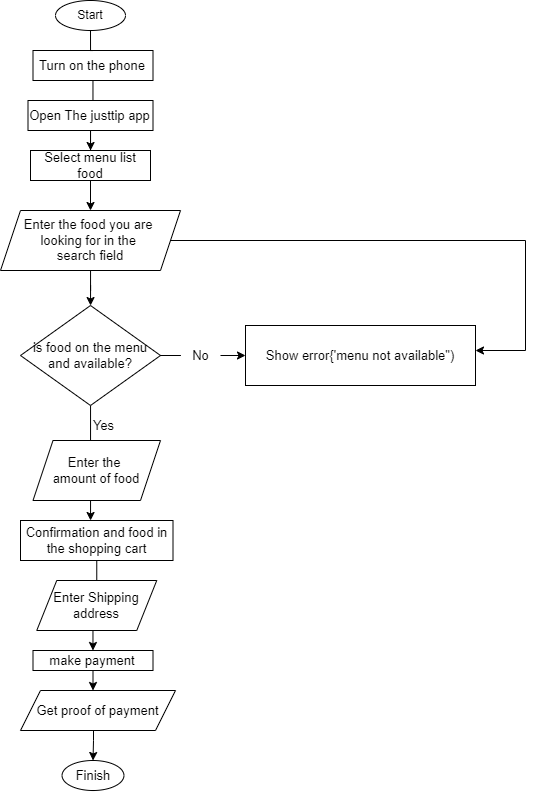 Start
Turn on the phone
Open The justtip app
Select menu list
food
Enter the food you are
looking for in the
search field
is food on the menu
and available?
No
Show error{'menu not available")
Yes
Enter the
amount of food
Confirmation and food in
the shopping cart
Enter Shipping
address
make payment
Get proof of payment
Finish